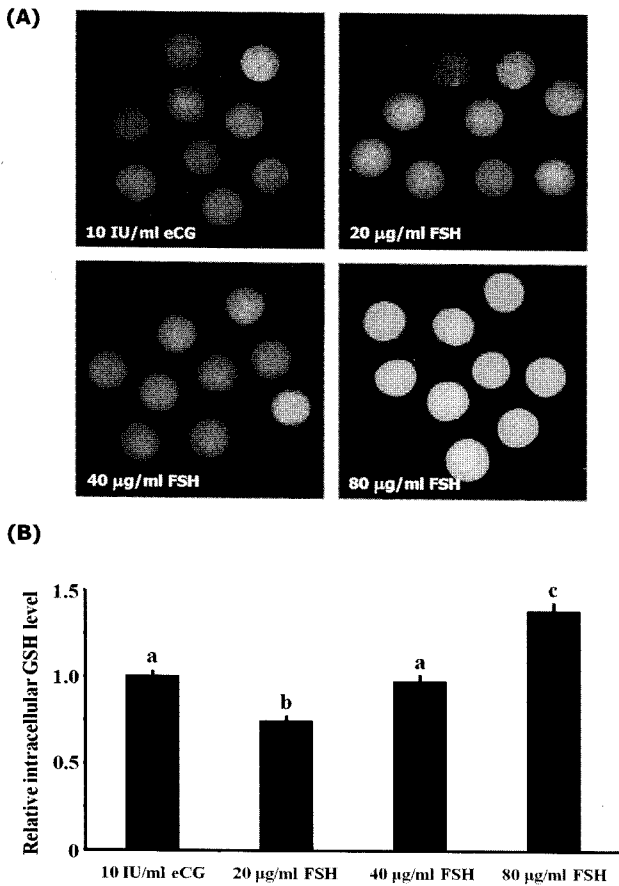 (A)
10 IU/ml eCG
20 µg/ml FSH
40 µg/ml FSH
80 µg/ml FSH
(B)
Relative intracellular GSH level
1.5
1.0
0.5
0
a
b
a
c
10 IU/ml eCG
20 µg/ml FSH
40 µg/ml FSH
80 µg/ml FSH